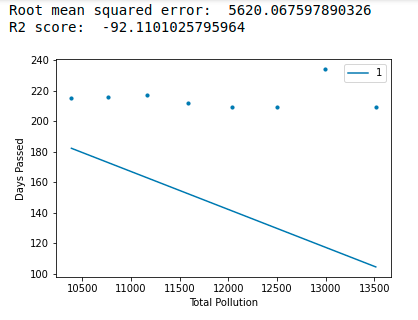 Root mean squared error:  5620.067597890326
R2 score:  -92.1101025795964
240
220
200
180
160
140
120
100
Days Passed
1
10500 11000 11500 12000 12500 13000 13500
Total Pollution